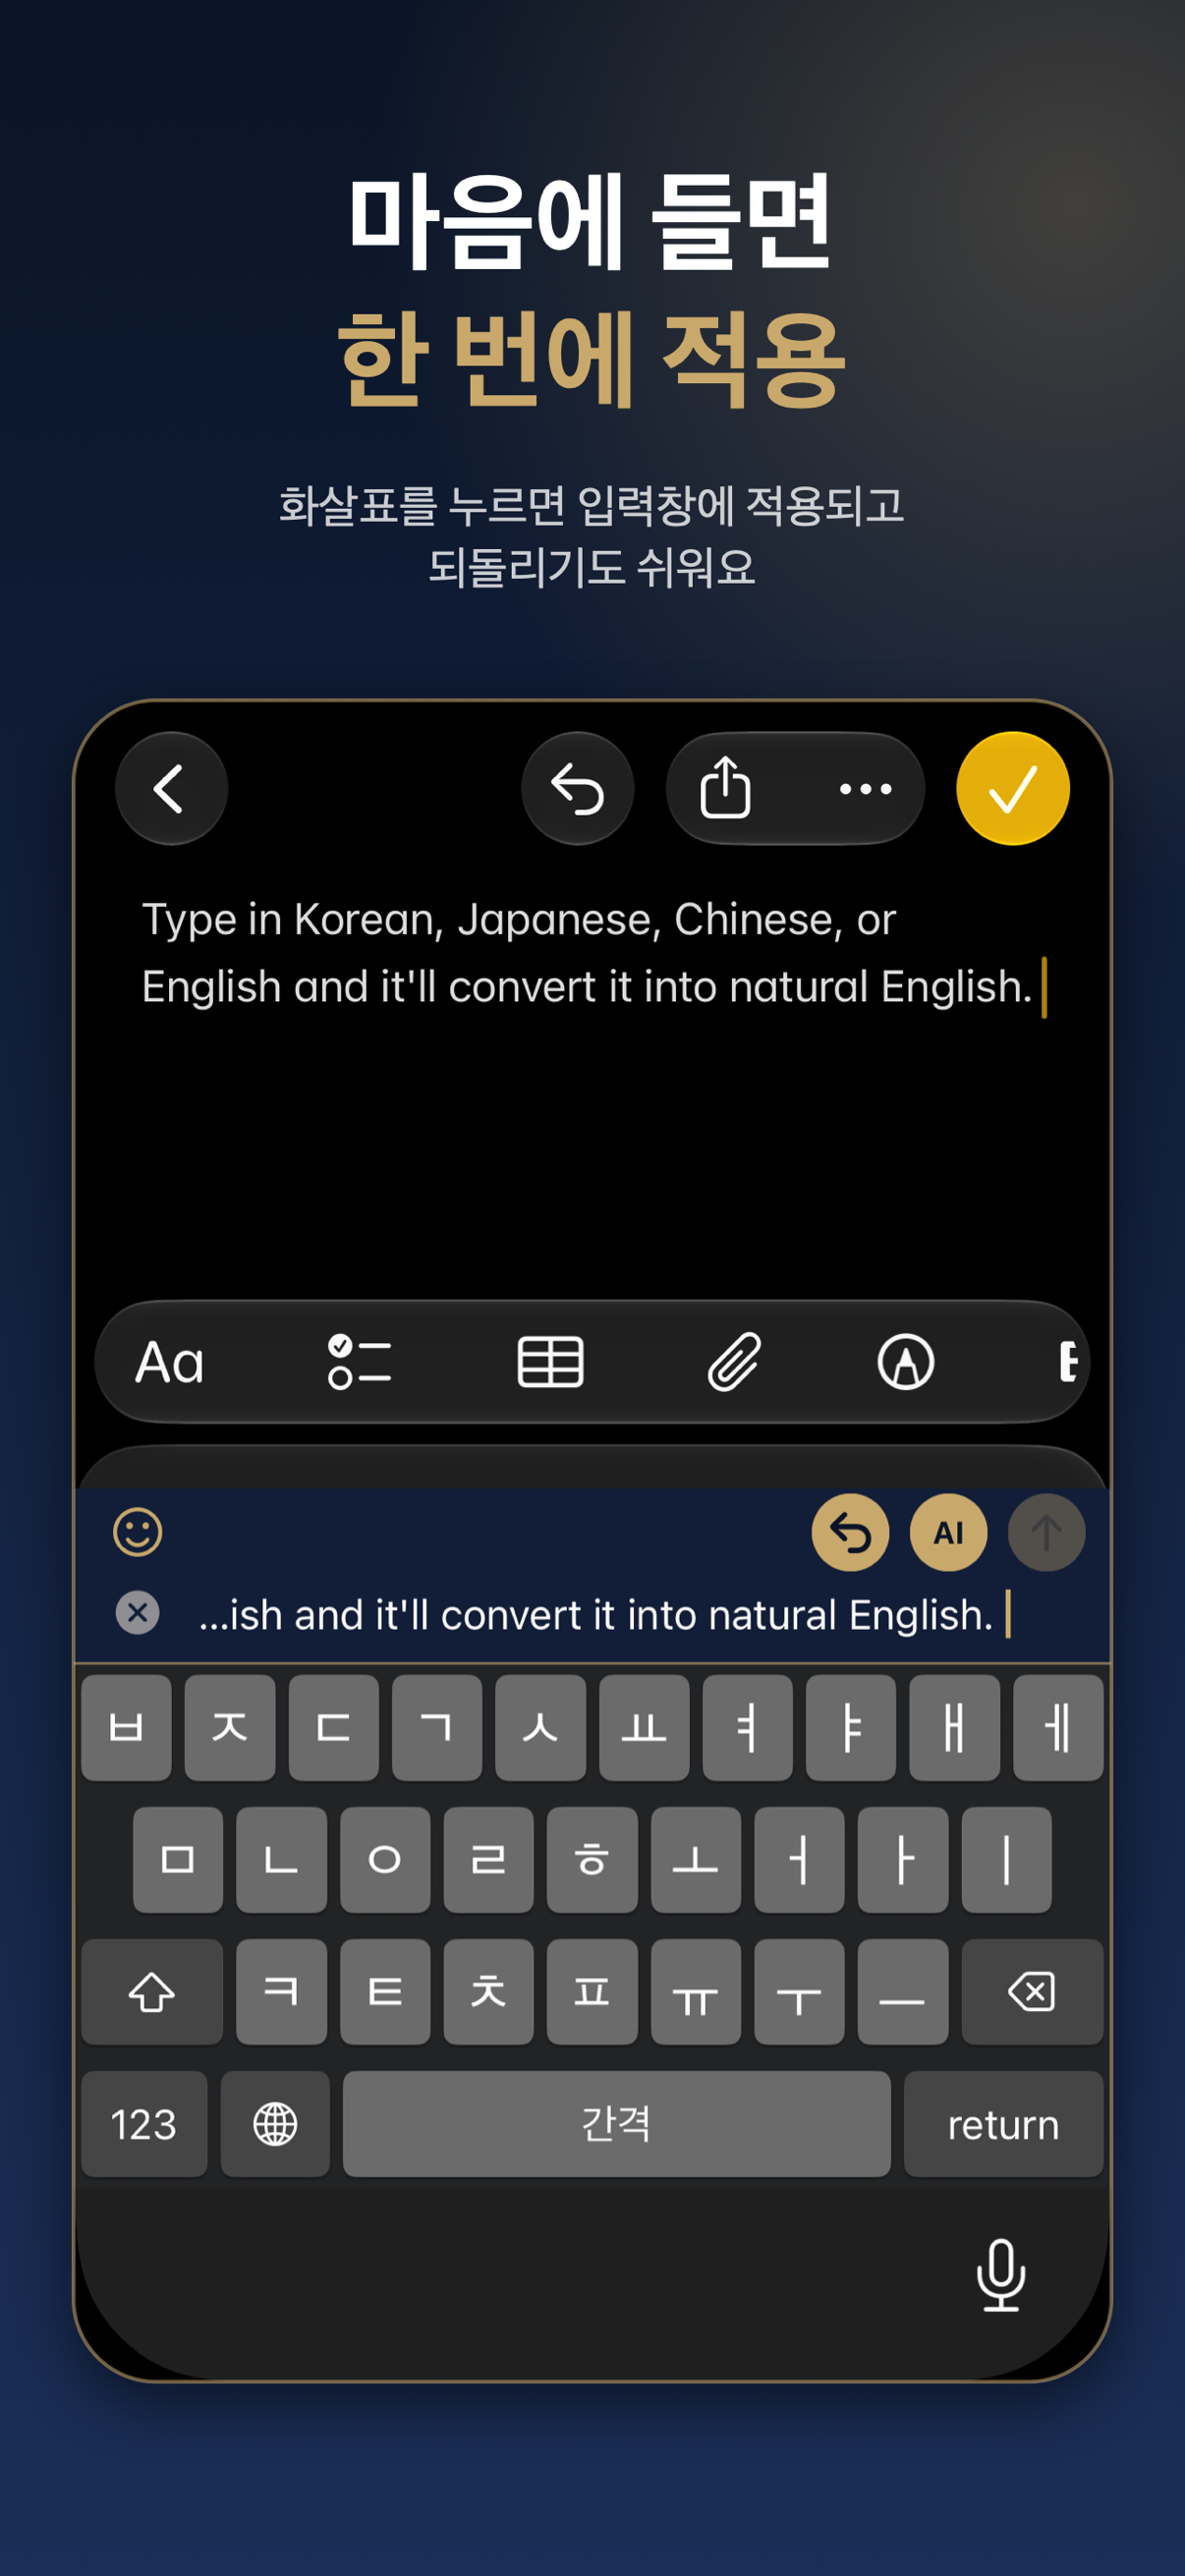 마음에 들면
한 번에 적용
화살표를 누르면 입력창에 적용되고
되돌리기도 쉬워요
Type in Korean, Japanese, Chinese, or
English and it'll convert it into natural English.
Aa
AI
...ish and it'll convert it into natural English.
ㅂ ㅈ ㄷ ㄱ ㅅ ㅛ ㅕ ㅑ ㅐ ㅔ
ㅁ ㄴ ㅇ ㄹ ㅎ ㅗ ㅓ ㅏ ㅣ
ㅋ ㅌ ㅊ ㅍ ㅠ ㅜ ㅡ
123 간격 return